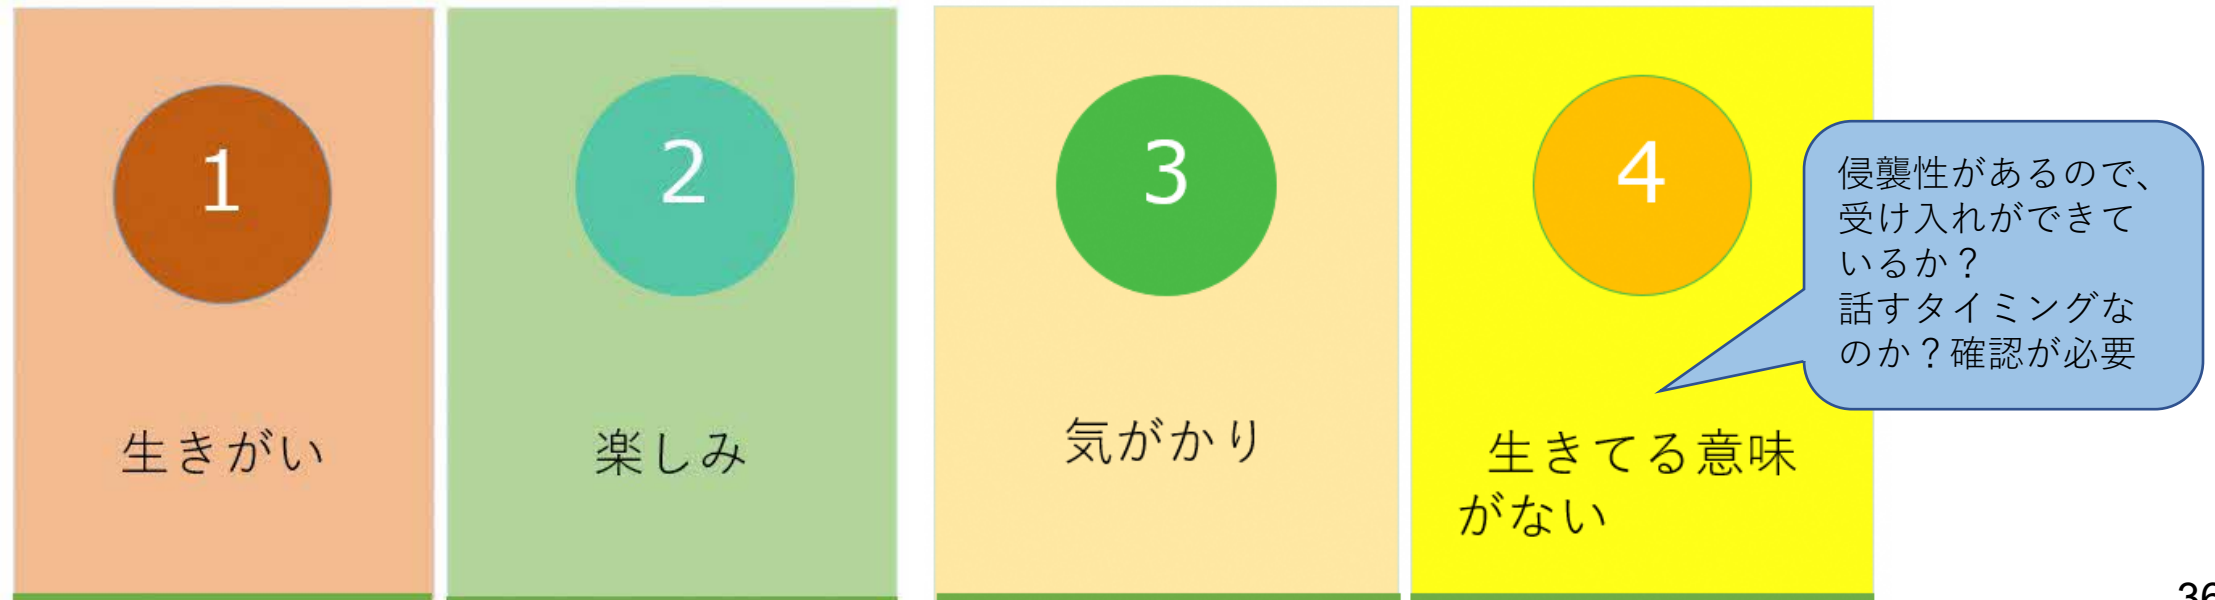 1
生きがい
2
楽しみ
3
気がかり
4
生きてる意味
がない
侵襲性があるので、
受け入れができて
いるか？
話すタイミングな
のか？確認が必要
36